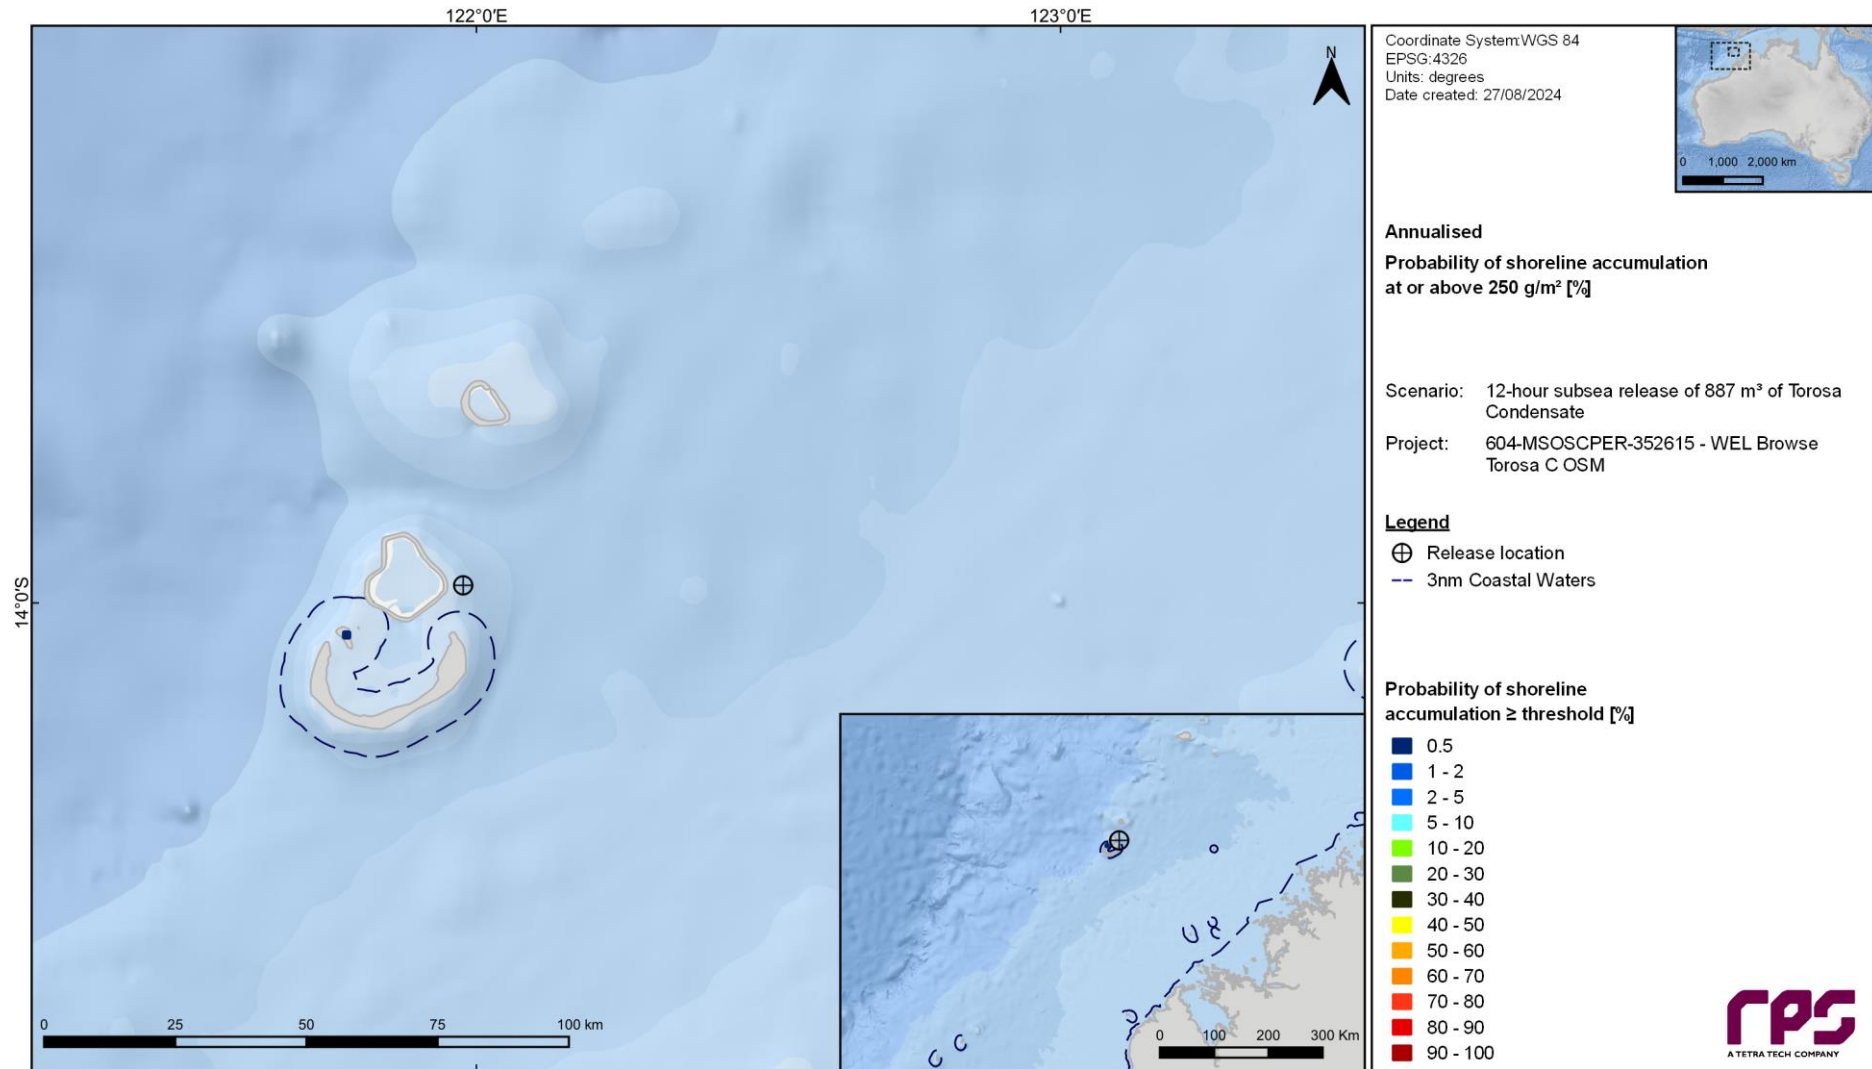 122°0'E
123°0'E
14°0'S
N
0 25 50 75 100 km
0 100 200 300 Km
Coordinate System:WGS 84
EPSG:4326
Units: degrees
Date created: 27/08/2024
0 1,000 2,000 km
Annualised
Probability of shoreline accumulation
at or above 250 g/m² [%]
Scenario: 12-hour subsea release of 887 m³ of Torosa
Condensate
Project: 604-MSOSCPER-352615 - WEL Browse
Torosa C OSM
Legend
Release location
3nm Coastal Waters
Probability of shoreline
accumulation ≥ threshold [%]
0.5
1 - 2
2 - 5
5 - 10
10 - 20
20 - 30
30 - 40
40 - 50
50 - 60
60 - 70
70 - 80
80 - 90
90 - 100
rps
A TETRA TECH COMPANY